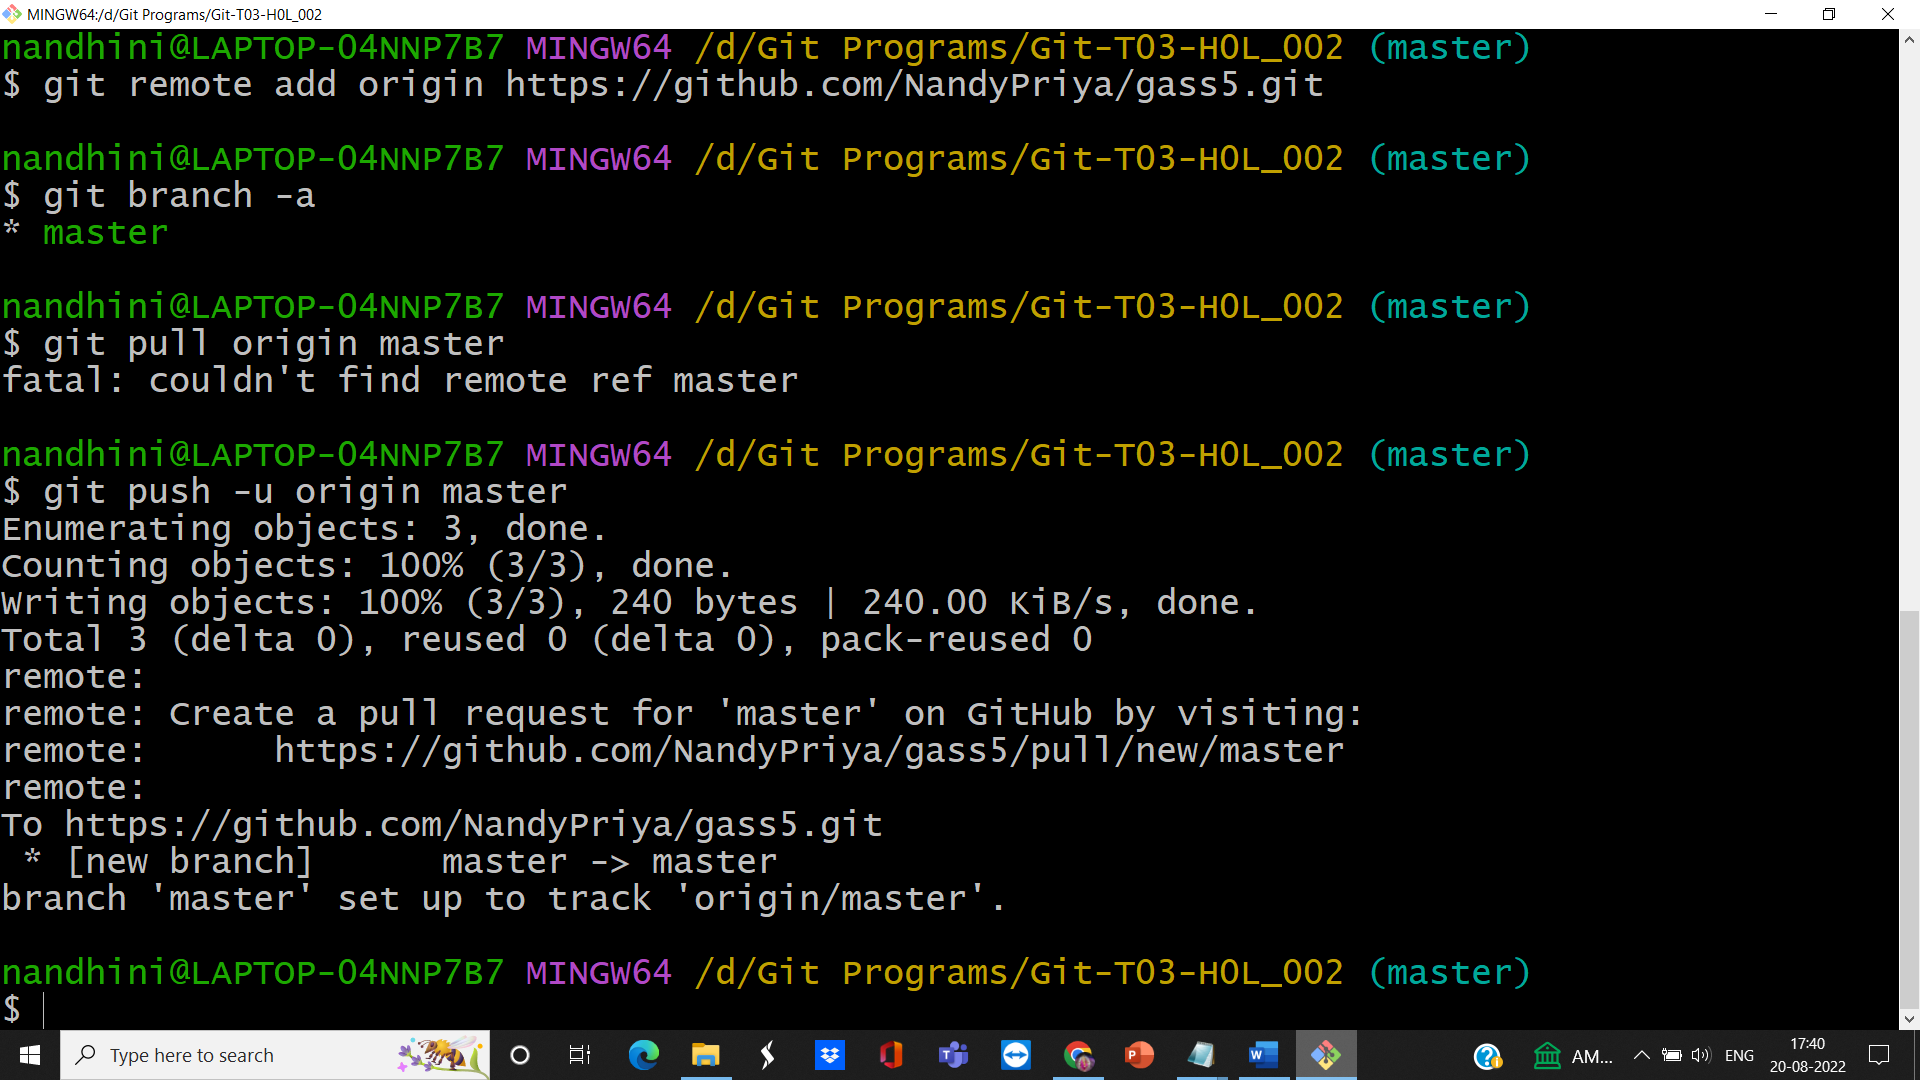 MINGW64:/d/Git Programs/Git-T03-H0L_002
nandhini@LAPTOP-04NNP7B7 MINGW64 /d/Git Programs/Git-T03-H0L_002 (master)
$ git remote add origin https://github.com/NandyPriya/gass5.git
nandhini@LAPTOP-04NNP7B7 MINGW64 /d/Git Programs/Git-T03-H0L_002 (master)
$ git branch -a
* master
nandhini@LAPTOP-04NNP7B7 MINGW64 /d/Git Programs/Git-T03-H0L_002 (master)
$ git pull origin master
fatal: couldn't find remote ref master
nandhini@LAPTOP-04NNP7B7 MINGW64 /d/Git Programs/Git-T03-H0L_002 (master)
$ git push -u origin master
Enumerating objects: 3, done.
Counting objects: 100% (3/3), done.
Writing objects: 100% (3/3), 240 bytes | 240.00 KiB/s, done.
Total 3 (delta 0), reused 0 (delta 0), pack-reused 0
remote:
remote: Create a pull request for 'master' on GitHub by visiting:
remote:      https://github.com/NandyPriya/gass5/pull/new/master
remote:
To https://github.com/NandyPriya/gass5.git
 * [new branch]      master -> master
branch 'master' set up to track 'origin/master'.
nandhini@LAPTOP-04NNP7B7 MINGW64 /d/Git Programs/Git-T03-H0L_002 (master)
$
Type here to search
AM...
ENG
17:40
20-08-2022